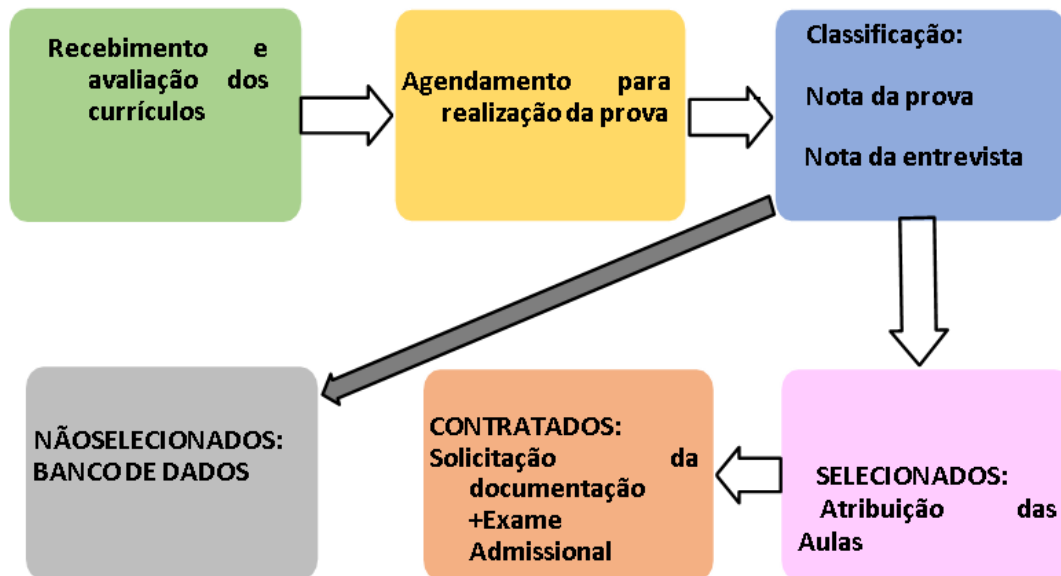 Recebimento e
avaliação dos
currículos
Agendamento para
realização da prova
Classificação:
Nota da prova
Nota da entrevista
NÃOSELECIONADOS:
BANCO DE DADOS
CONTRATADOS:
Solicitação da
documentação
+Exame
Admissional
SELECIONADOS:
Atribuição das
Aulas